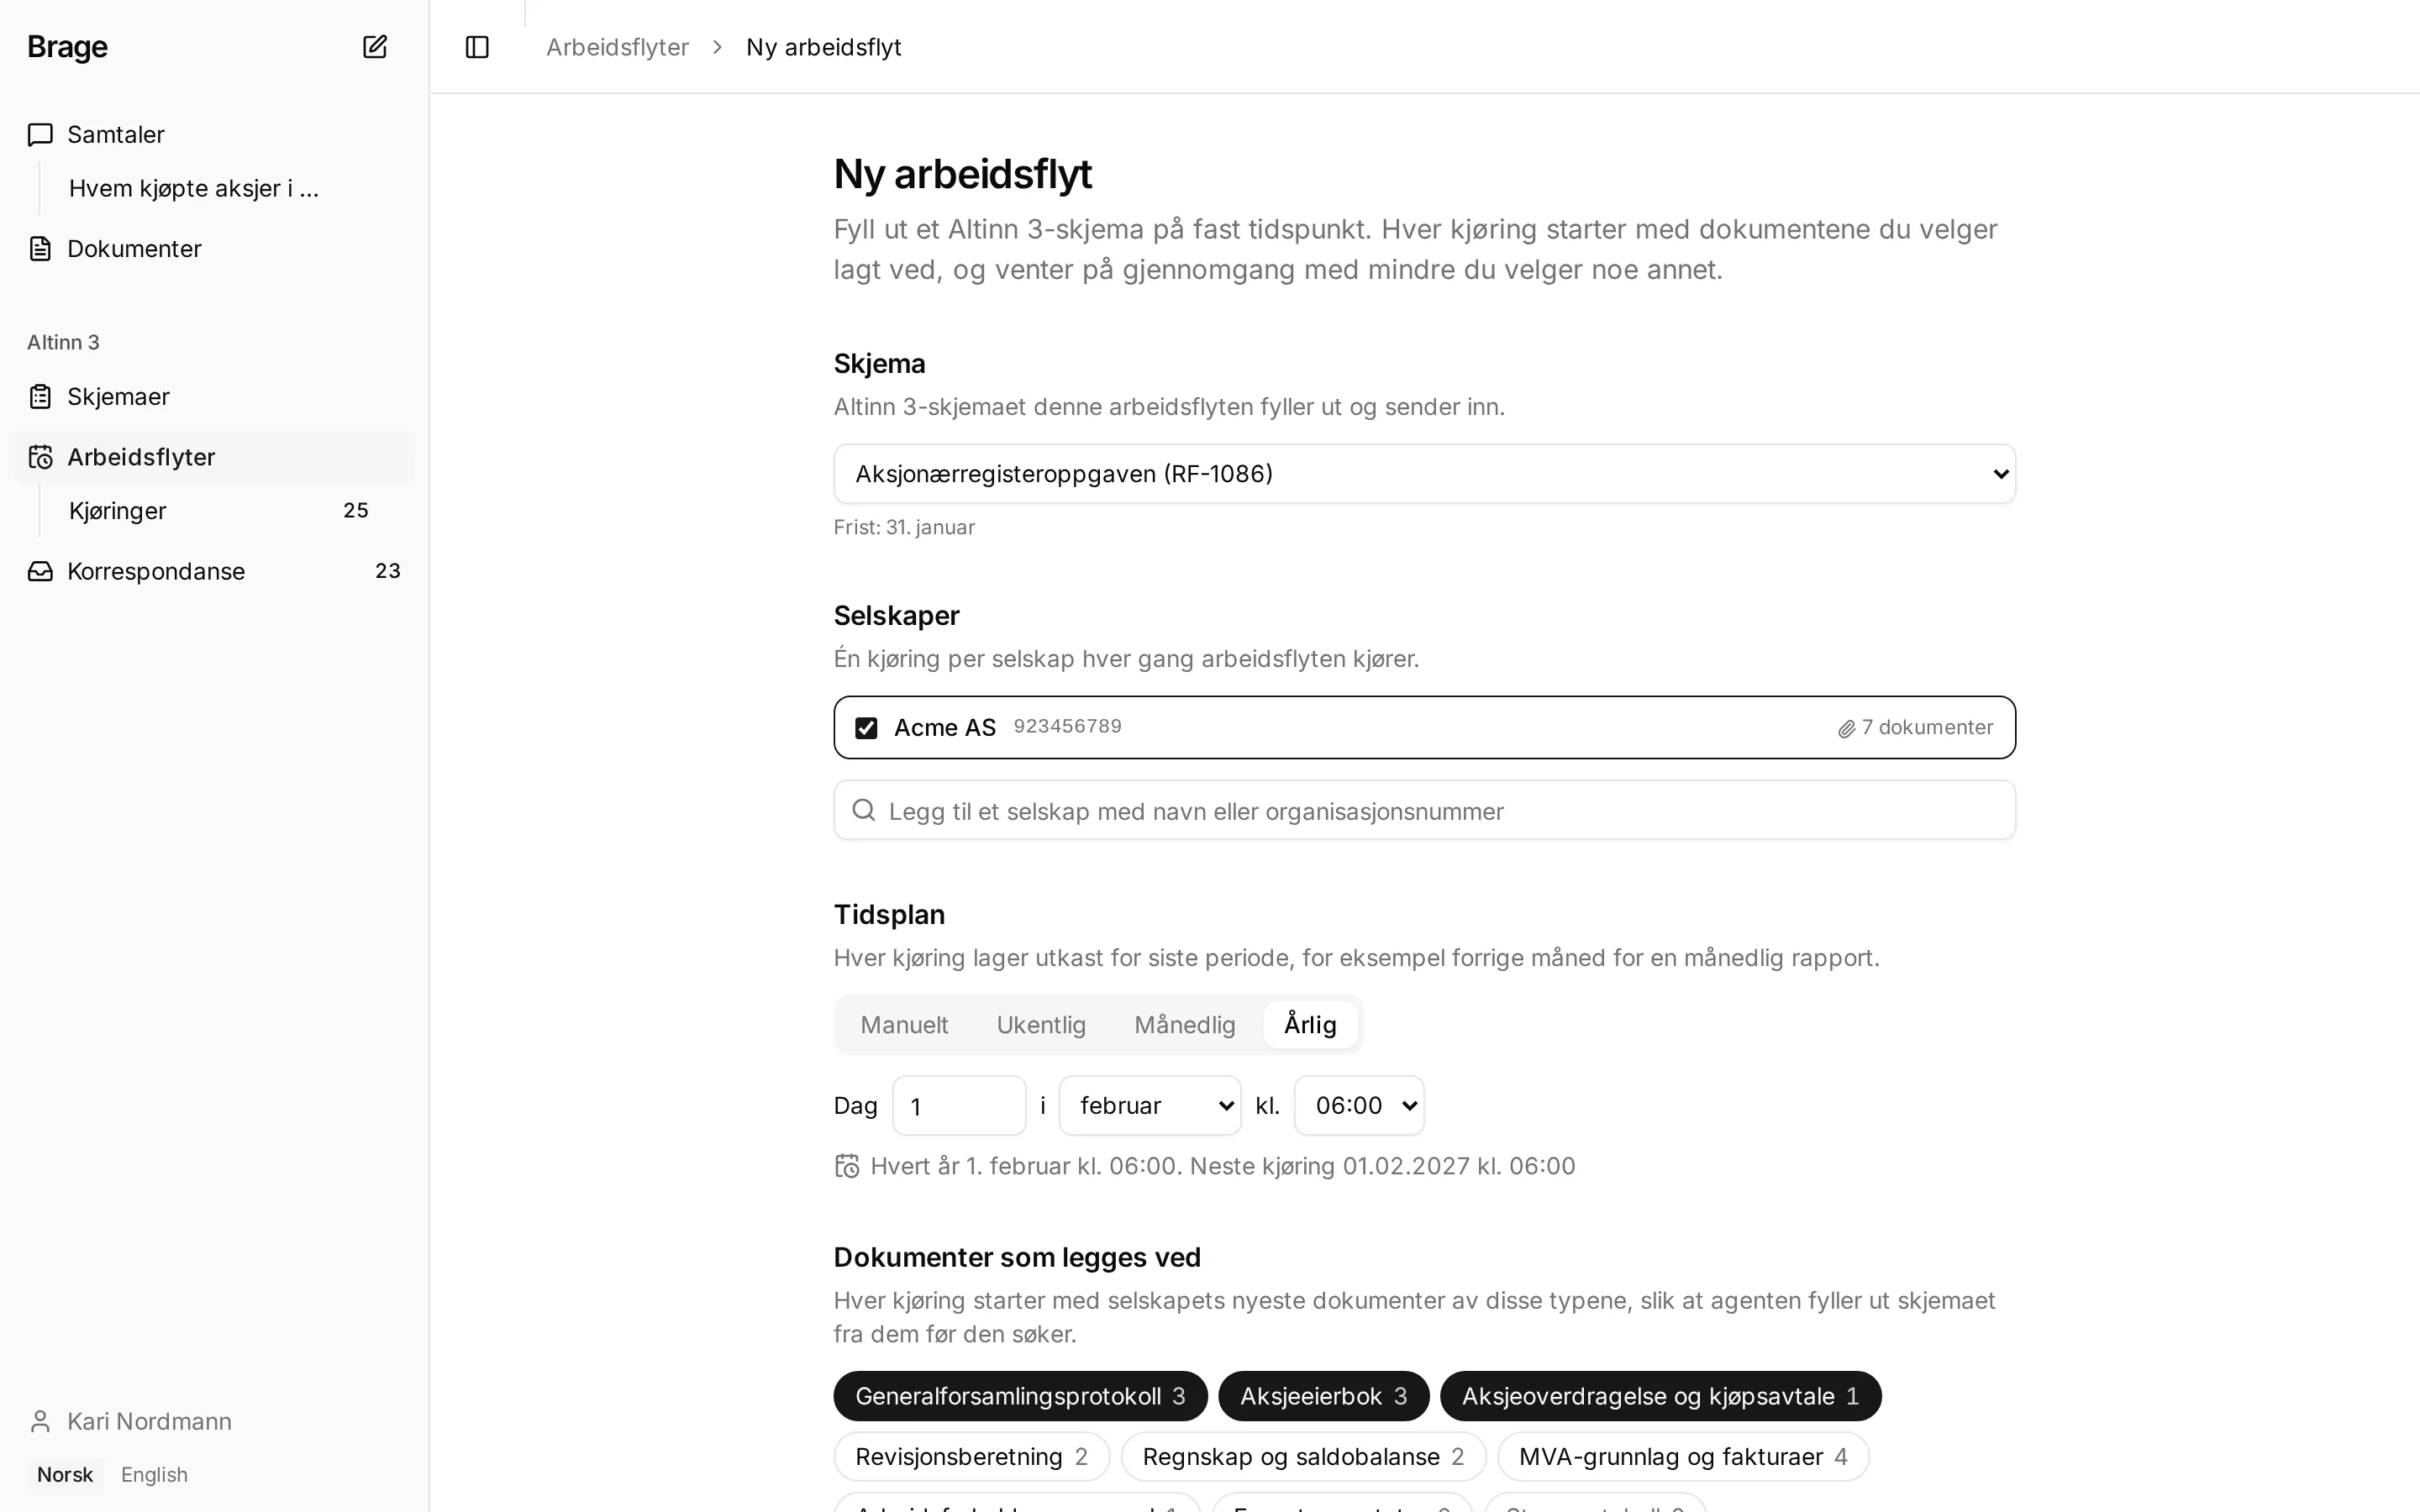 Brage
Samtaler
Hvem kjøpte aksjer i ...
Dokumenter
Altinn 3
Skjemaer
Arbeidsflyter
Kjøringer 25
Korrespondanse 23
Kari Nordmann
Norsk English
Arbeidsflyter > Ny arbeidsflyt
Ny arbeidsflyt
Fyll ut et Altinn 3-skjema på fast tidspunkt. Hver kjøring starter med dokumentene du velger
lagt ved, og venter på gjennomgang med mindre du velger noe annet.
Skjema
Altinn 3-skjemaet denne arbeidsflyten fyller ut og sender inn.
Aksjonærregisteroppgaven (RF-1086)
Frist: 31. januar
Selskaper
Én kjøring per selskap hver gang arbeidsflyten kjører.
Acme AS 923456789 7 dokumenter
Legg til et selskap med navn eller organisasjonsnummer
Tidsplan
Hver kjøring lager utkast for siste periode, for eksempel forrige måned for en månedlig rapport.
Manuelt Ukentlig Månedlig Årlig
Dag 1 i februar kl. 06:00
Hvert år 1. februar kl. 06:00. Neste kjøring 01.02.2027 kl. 06:00
Dokumenter som legges ved
Hver kjøring starter med selskapets nyeste dokumenter av disse typene, slik at agenten fyller ut skjemaet
fra dem før den søker.
Generalforsamlingsprotokoll 3 Aksjeeierbok 3 Aksjeoverdragelse og kjøpsavtale 1
Revisjonsberetning 2 Regnskap og saldobalanse 2 MVA-grunnlag og fakturaer 4